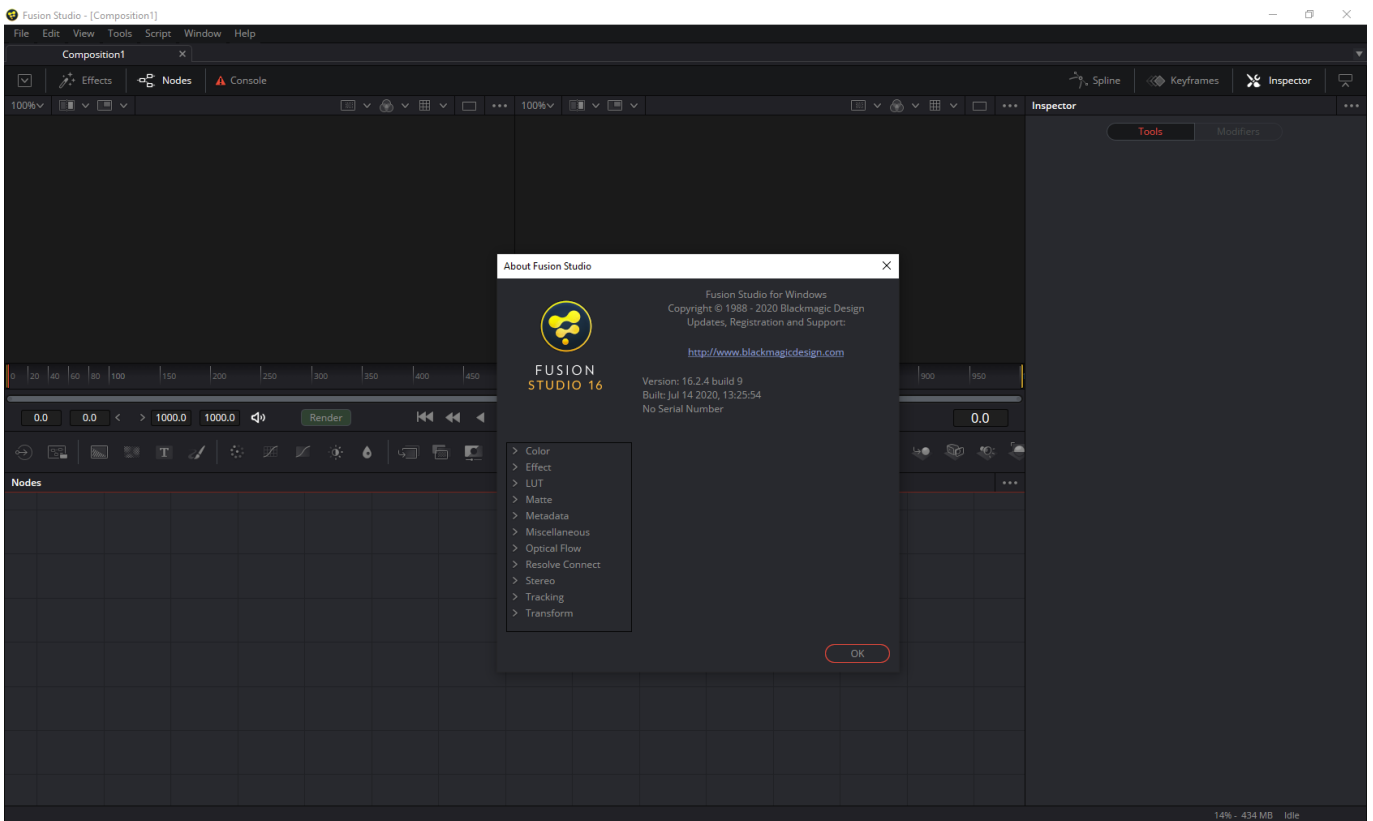 Fusion Studio - [Composition1]
File Edit View Tools Script Window Help
Composition1
Effects Nodes Console Spline Keyframes Inspector
100% 100% Inspector
Tools Modifiers
About Fusion Studio
Fusion Studio for Windows
Copyright © 1988 - 2020 Blackmagic Design
Updates, Registration and Support:
http://www.blackmagicdesign.com
FUSION
STUDIO 16
Version: 16.2.4 build 9
Built: Jul 14 2020, 13:25:54
No Serial Number
0 20 40 60 80 100 150 200 250 300 350 400 450 900 950
0.0 0.0 1000.0 1000.0 Render 0.0
T
Nodes
Color
Effect
LUT
Matte
Metadata
Miscellaneous
Optical Flow
Resolve Connect
Stereo
Tracking
Transform
OK
14% - 434 MB Idle